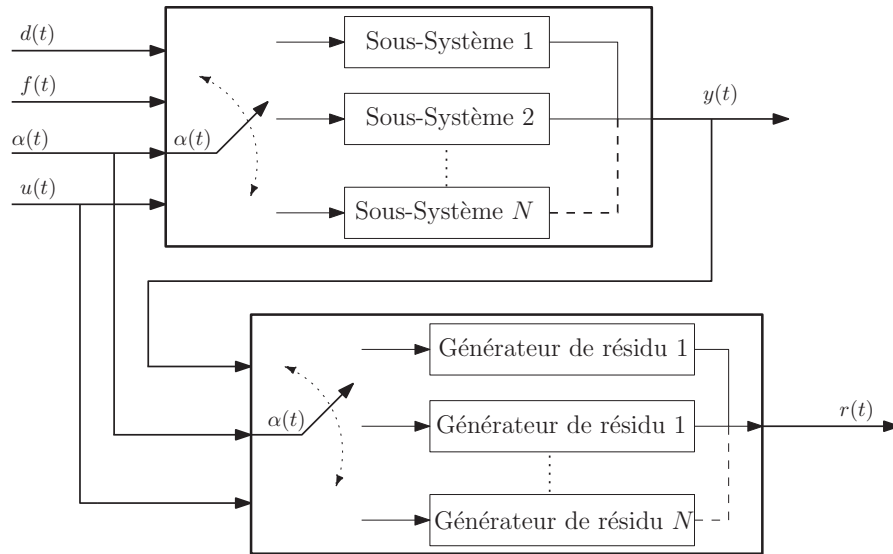 d(t)
f(t)
α(t)
u(t)
α(t)
Sous-Système 1
Sous-Système 2
Sous-Système N
y(t)
α(t)
Générateur de résidu 1
Générateur de résidu 1
Générateur de résidu N
r(t)